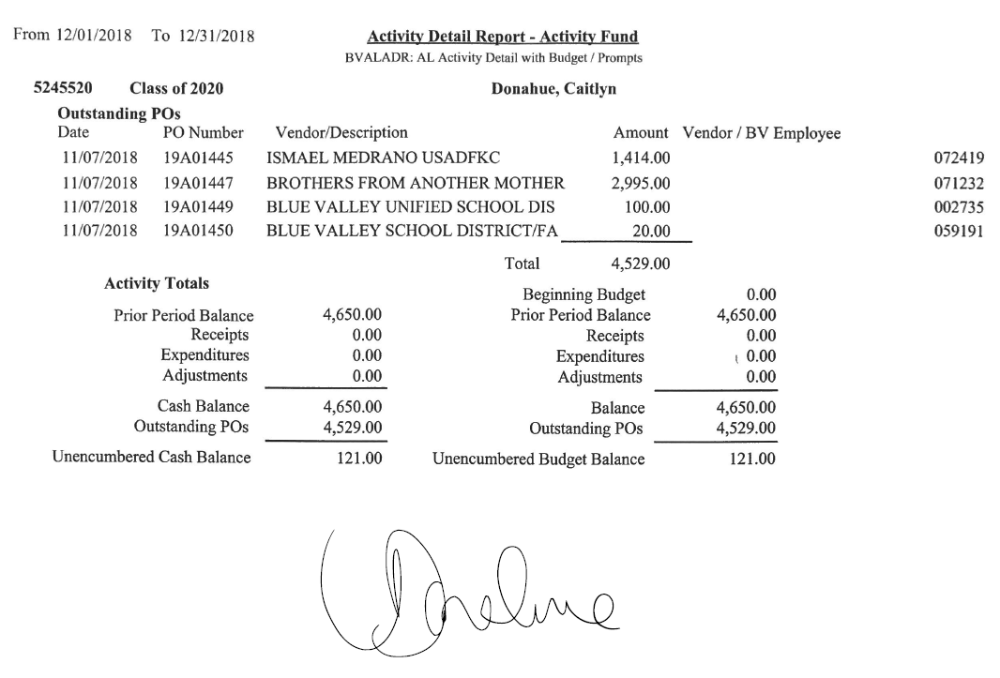 From 12/01/2018 To 12/31/2018 Activity Detail Report - Activity Fund
BVALADR: AL Activity Detail with Budget / Prompts
5245520 Class of 2020 Donahue, Caitlyn
Outstanding POs
Date PO Number Vendor/Description Amount Vendor / BV Employee
11/07/2018 19A01445 ISMAEL MEDRANO USADFKC 1,414.00 072419
11/07/2018 19A01447 BROTHERS FROM ANOTHER MOTHER 2,995.00 071232
11/07/2018 19A01449 BLUE VALLEY UNIFIED SCHOOL DIS 100.00 002735
11/07/2018 19A01450 BLUE VALLEY SCHOOL DISTRICT/FA 20.00 059191
Total 4,529.00
Activity Totals
Beginning Budget 0.00
Prior Period Balance 4,650.00 Prior Period Balance 4,650.00
Receipts 0.00 Receipts 0.00
Expenditures 0.00 Expenditures 0.00
Adjustments 0.00 Adjustments 0.00
Cash Balance 4,650.00 Balance 4,650.00
Outstanding POs 4,529.00 Outstanding POs 4,529.00
Unencumbered Cash Balance 121.00 Unencumbered Budget Balance 121.00